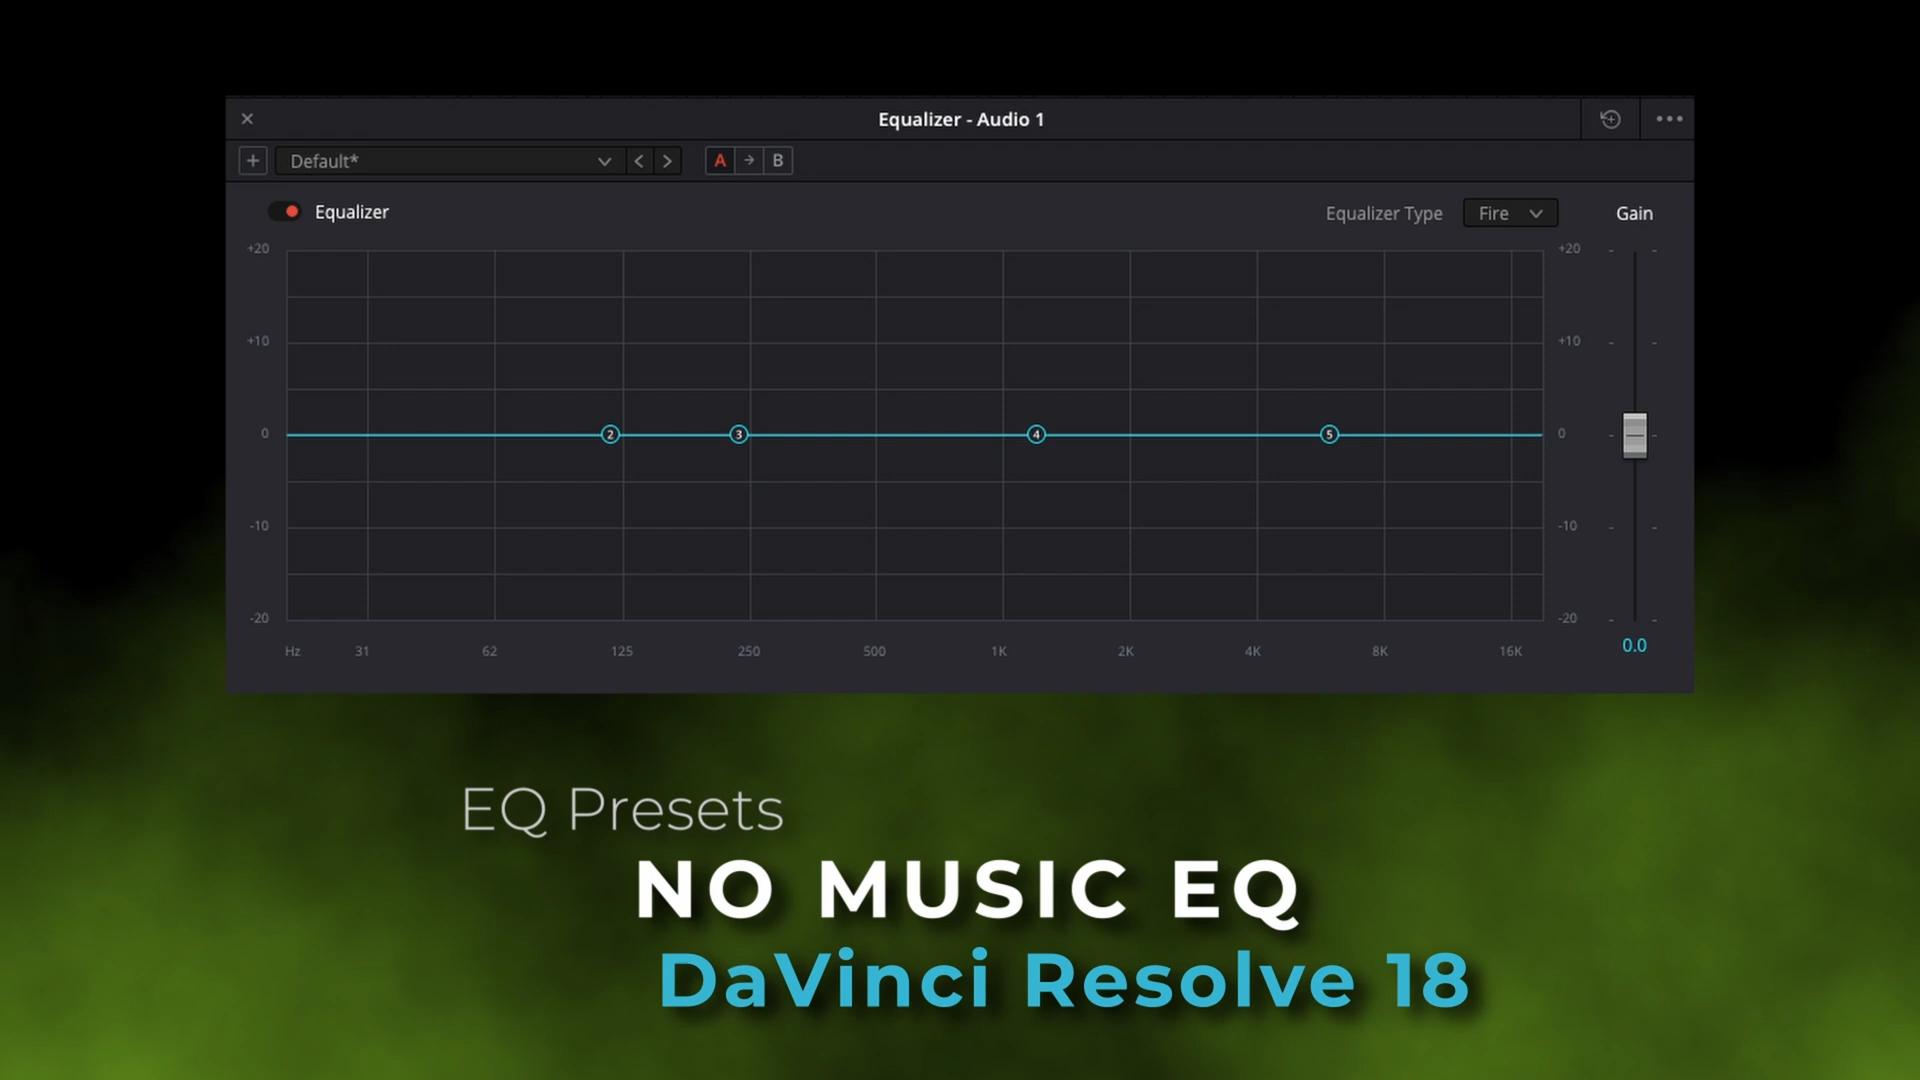 Equalizer - Audio 1
Default*
A
B
Equalizer
Equalizer Type
Fire
Gain
+20
+20
+10
+10
0
2
3
4
5
0
-10
-10
-20
-20
Hz 31 62 125 250 500 1K 2K 4K 8K 16K
0.0
EQ Presets
NO MUSIC EQ
DaVinci Resolve 18